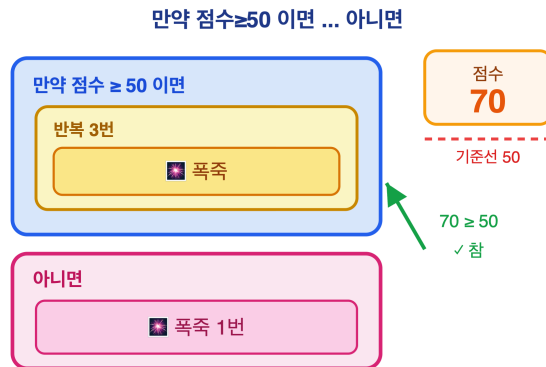 만약 점수≥50 이면 ... 아니면
만약 점수 ≥ 50 이면
반복 3번
폭죽
아니면
폭죽 1번
점수
70
기준선 50
70 ≥ 50
✓ 참